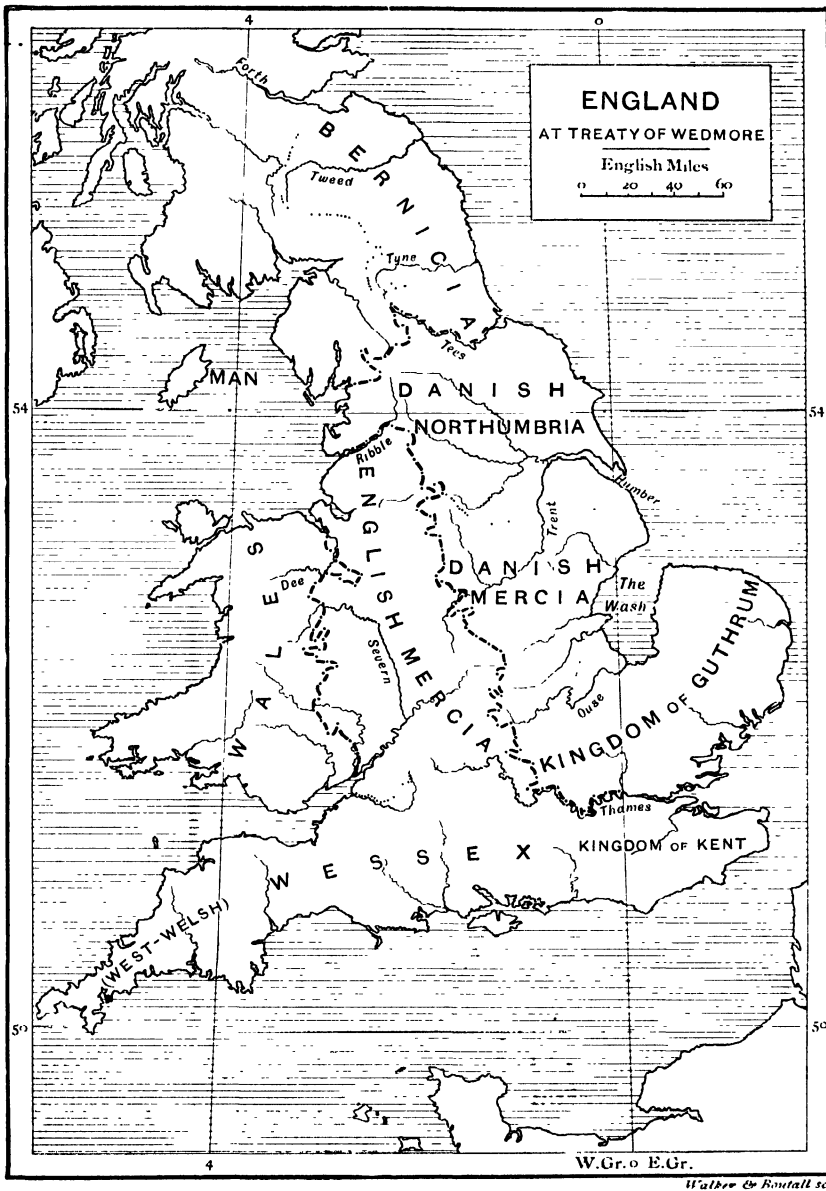 4
0
ENGLAND
AT TREATY OF WEDMORE
English Miles
0 20 40 60
Forth
BERNICIA
Tweed
Tyne
Tees
MAN
DANISH
NORTHUMBRIA
54
54
Ribble
Humber
ENGLISH MERCIA
Trent
DANISH
MERCIA
The
Wash
WALES
Dee
Severn
Ouse
KINGDOM OF GUTHRUM
Thames
WESSEX
KINGDOM OF KENT
(WEST-WELSH)
50
50
4
W.Gr. 0 E.Gr.
Walker & Boutall sc